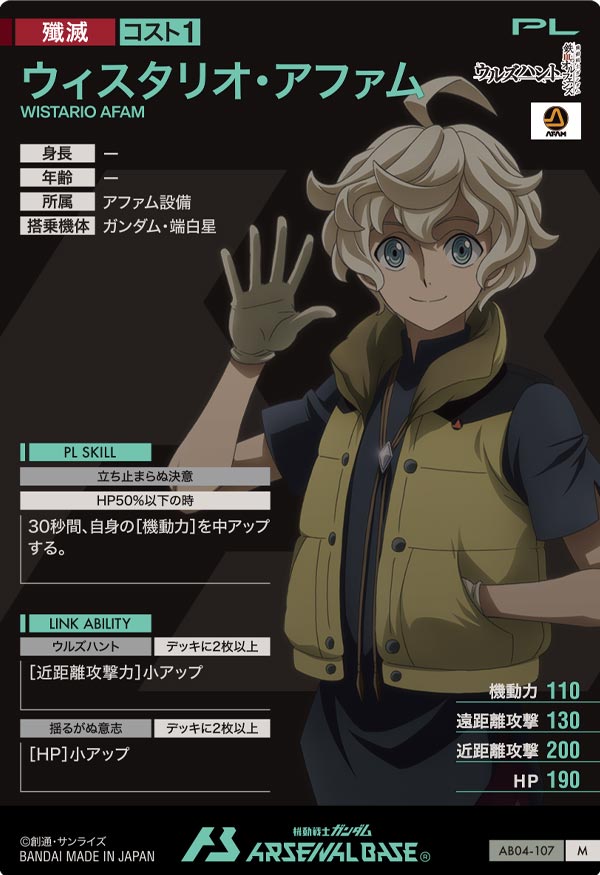 殲滅 コスト1 PL
ウィスタリオ・アファム
WISTARIO AFAM
ウルズハント
AFAM
身長 ー
年齢 ー
所属 アファム設備
搭乗機体 ガンダム・端白星
PL SKILL
立ち止まらぬ決意
HP50%以下の時
30秒間、自身の[機動力]を中アップ
する。
LINK ABILITY
ウルズハント デッキに2枚以上
[近距離攻撃力]小アップ
揺るがぬ意志 デッキに2枚以上
[HP]小アップ
機動力 110
遠距離攻撃 130
近距離攻撃 200
HP 190
©創通・サンライズ
BANDAI MADE IN JAPAN
機動戦士ガンダム
ARSENAL BASE®
AB04-107 M